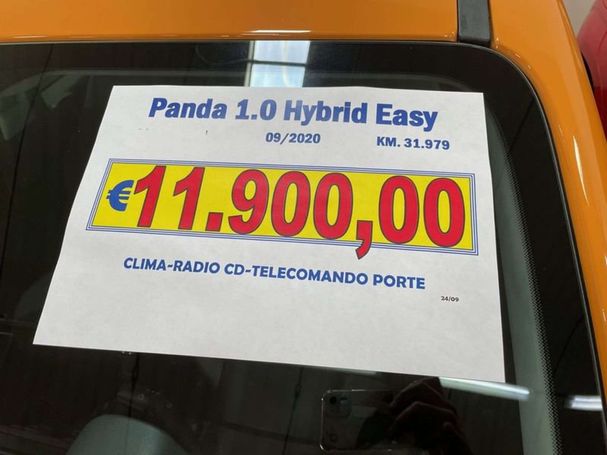 Panda 1.0 Hybrid Easy
09/2020 KM. 31.979
€11.900,00
CLIMA-RADIO CD-TELECOMANDO PORTE
24/09